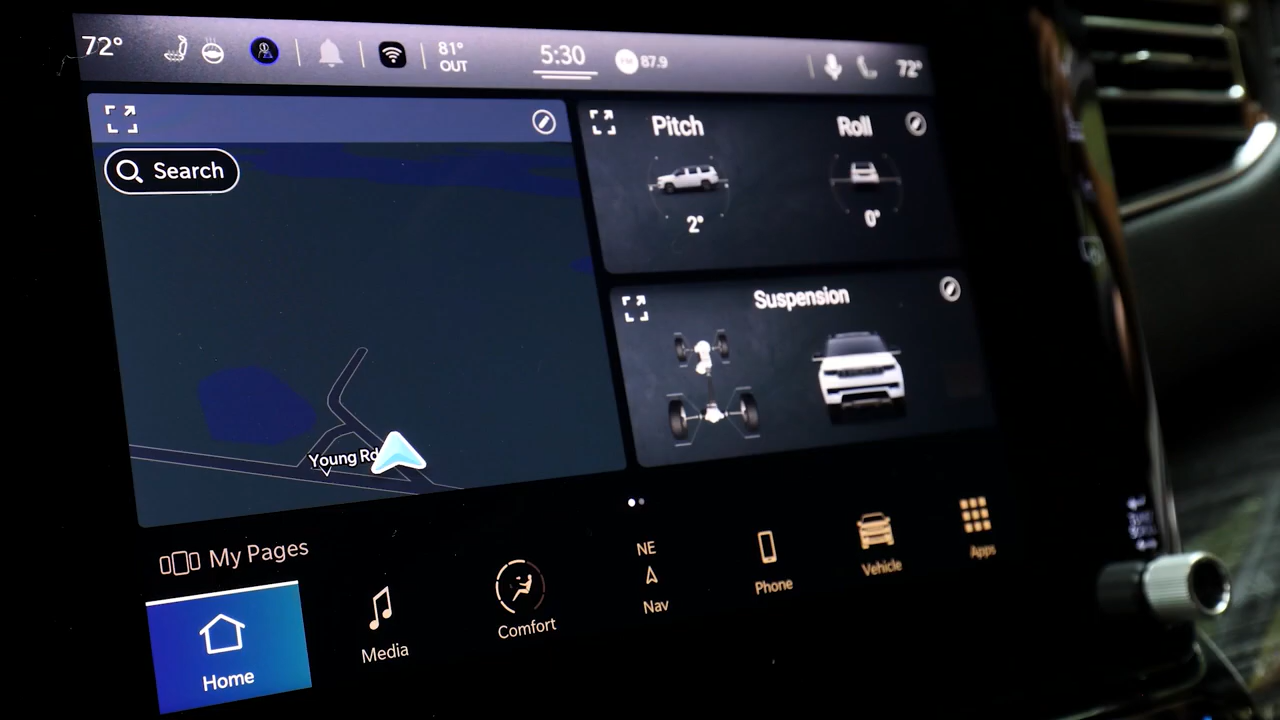 72°
81°
OUT
5:30
FM 87.9
72°
Search
Pitch
Roll
2°
0°
Suspension
Young Rd
My Pages
Home
Media
Comfort
NE
Nav
Phone
Vehicle
Apps